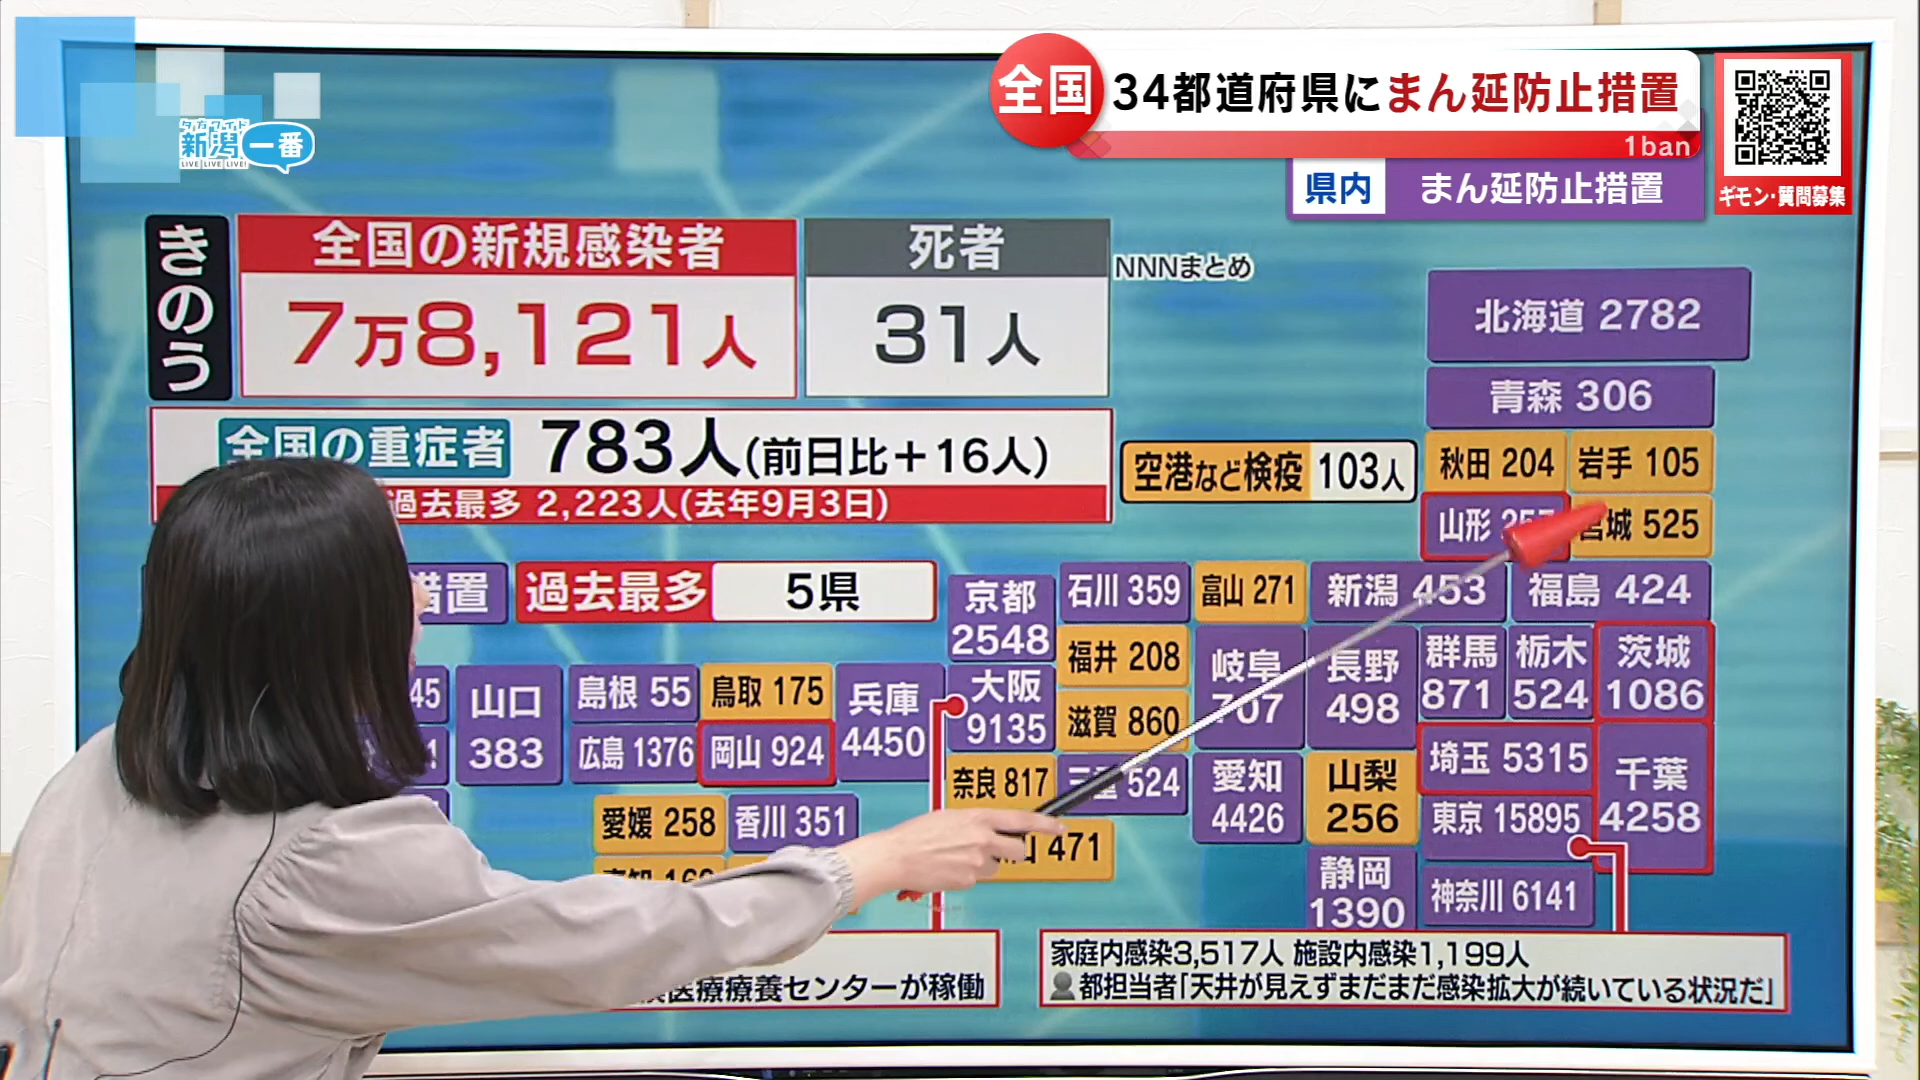 夕方ワイド
新潟一番
LIVE LIVE LIVE!
全国
34都道府県にまん延防止措置
1ban
県内 まん延防止措置
ギモン・質問募集
きのう
全国の新規感染者
7万8,121人
死者
31人
NNNまとめ
全国の重症者 783人(前日比+16人)
過去最多 2,223人(去年9月3日)
空港など検疫 103人
措置
過去最多 5県
北海道 2782
青森 306
秋田 204
岩手 105
山形
宮城 525
京都
2548
石川 359
富山 271
新潟 453
福島 424
福井 208
岐阜
707
長野
498
群馬
871
栃木
524
茨城
1086
45
山口
383
島根 55
鳥取 175
兵庫
4450
大阪
9135
滋賀 860
広島 1376
岡山 924
奈良 817
三重 524
愛知
4426
山梨
256
埼玉 5315
千葉
4258
東京 15895
愛媛 258
香川 351
471
静岡
1390
神奈川 6141
医療療養センターが稼働
家庭内感染3,517人 施設内感染1,199人
都担当者「天井が見えずまだまだ感染拡大が続いている状況だ」